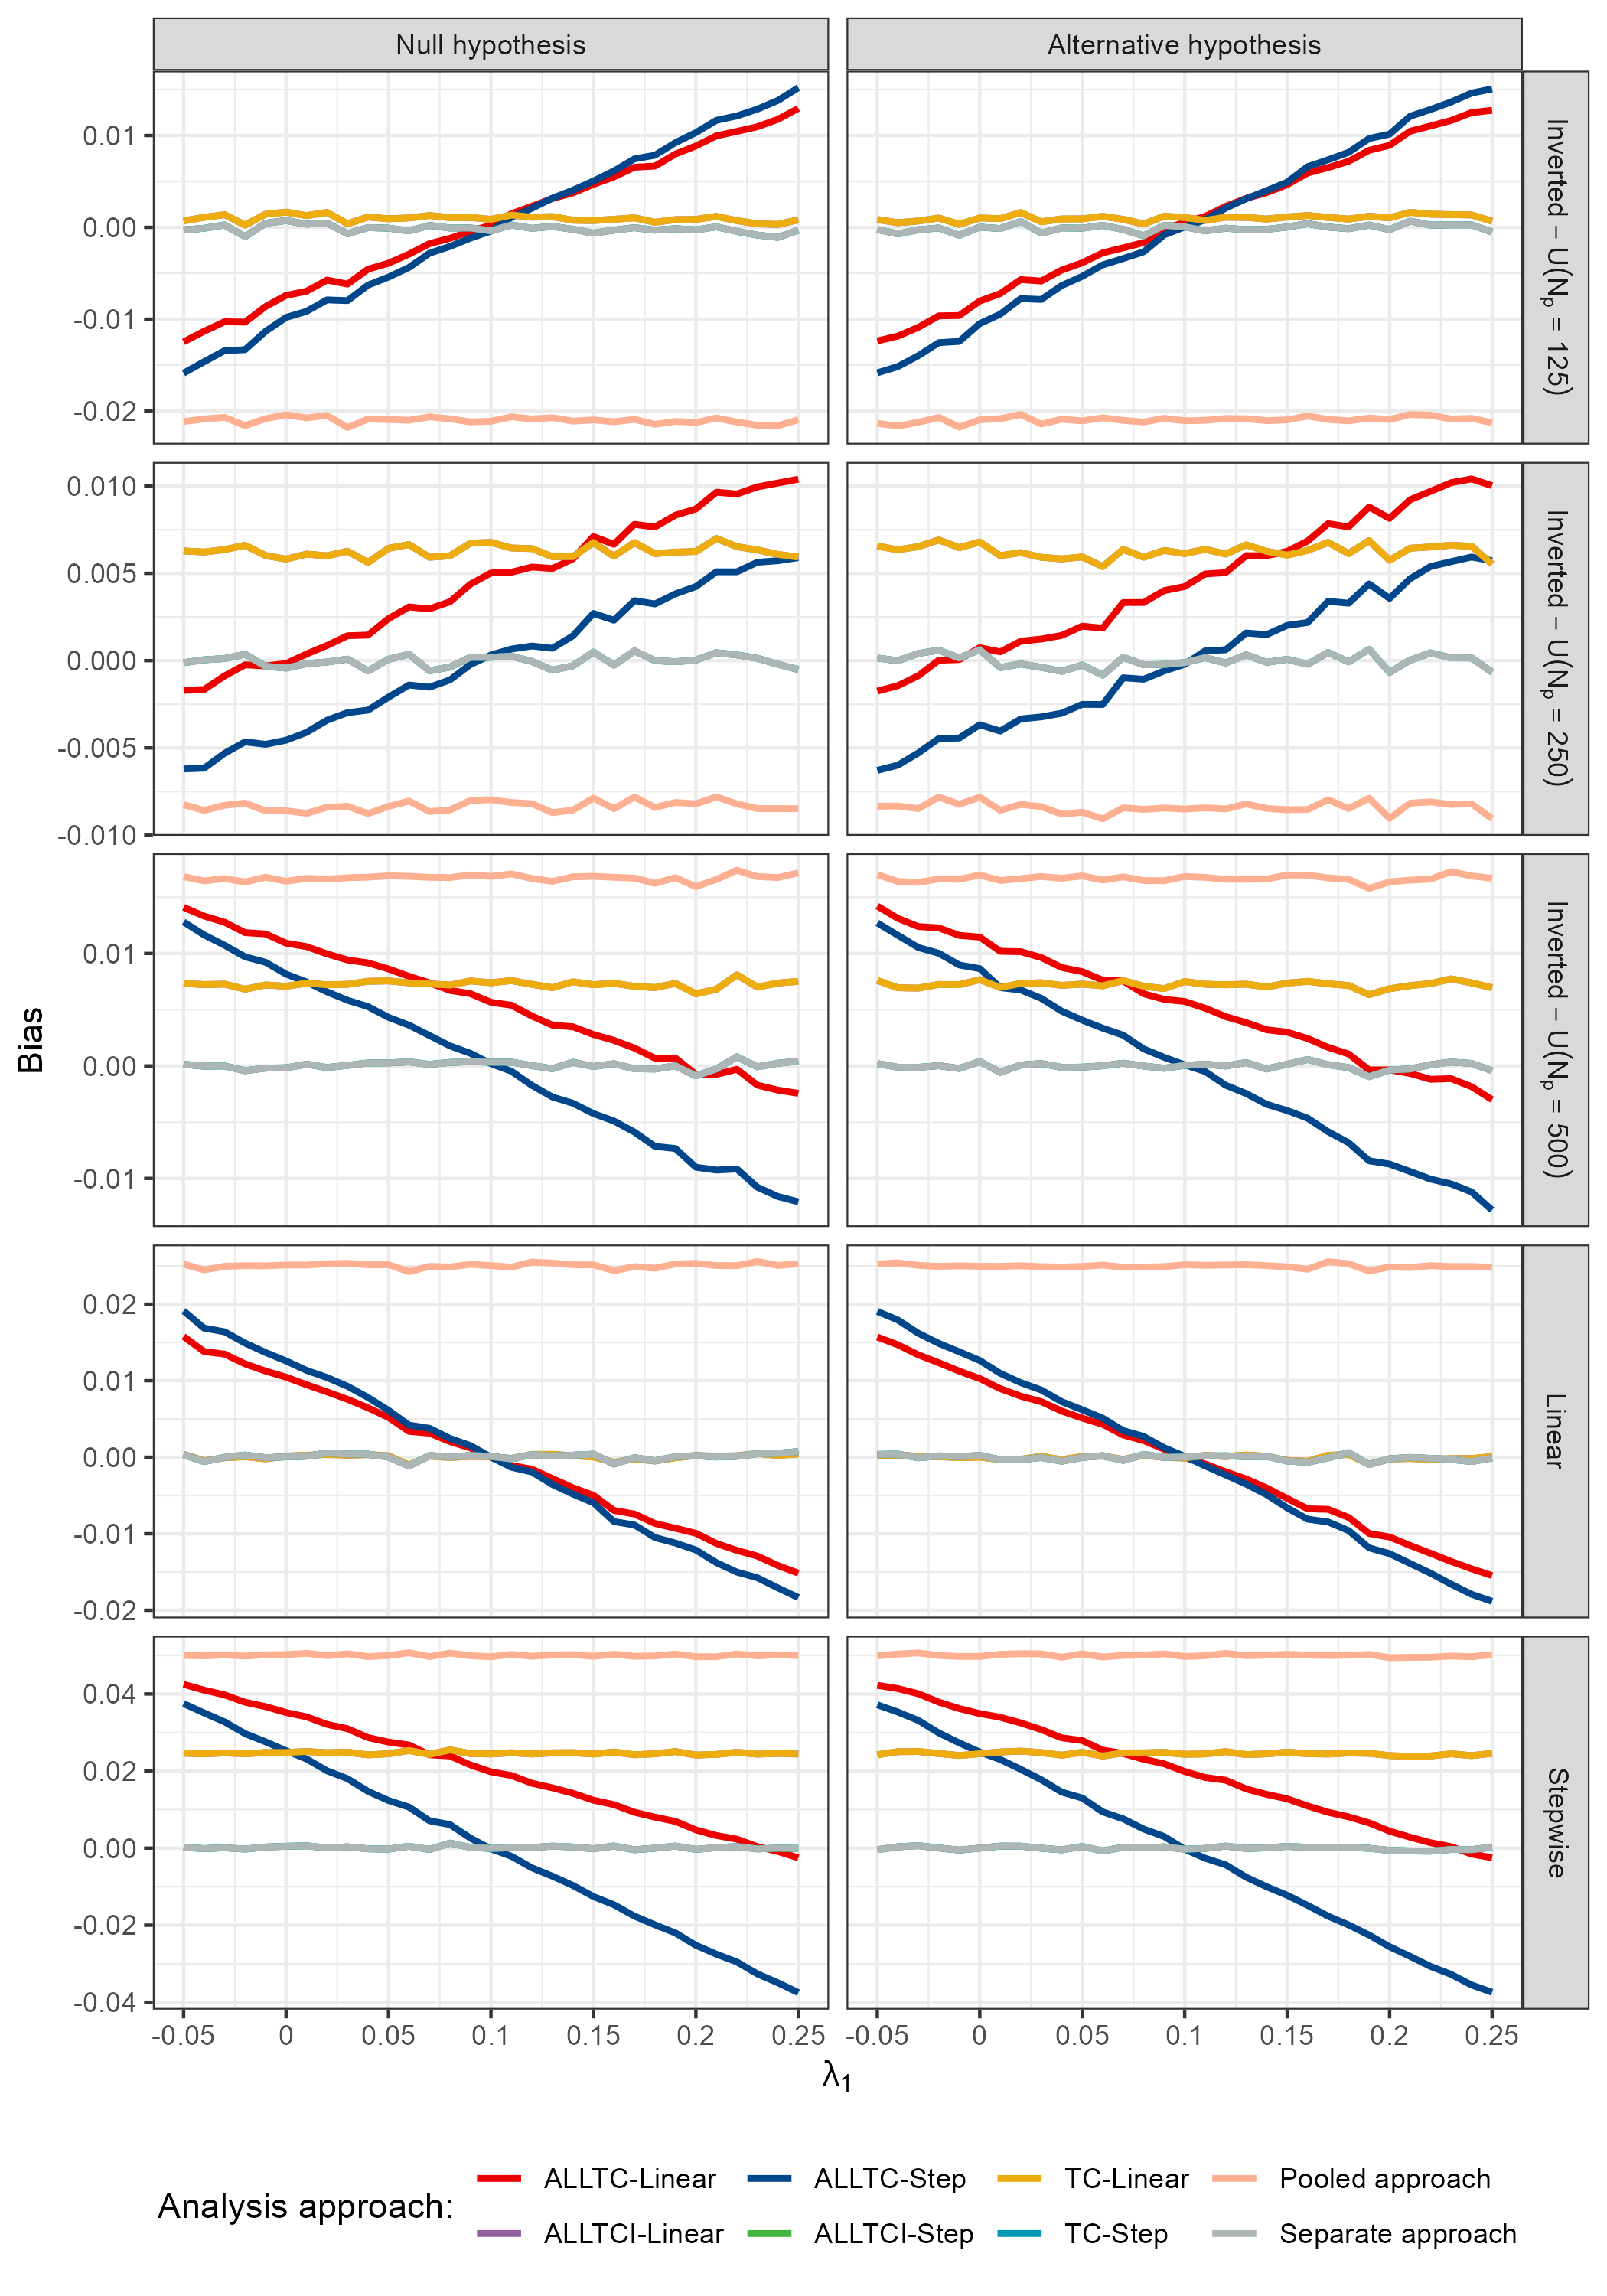 Null hypothesis
Alternative hypothesis
0.01
0.00
-0.01
-0.02
Inverted – U(Np = 125)
0.010
0.005
0.000
-0.005
-0.010
Inverted – U(Np = 250)
0.01
0.00
-0.01
Inverted – U(Np = 500)
0.02
0.01
0.00
-0.01
-0.02
Linear
0.04
0.02
0.00
-0.02
-0.04
Stepwise
Bias
-0.05 0 0.05 0.1 0.15 0.2 0.25
-0.05 0 0.05 0.1 0.15 0.2 0.25
λ1
Analysis approach:
ALLTC-Linear ALLTC-Step TC-Linear Pooled approach
ALLTCI-Linear ALLTCI-Step TC-Step Separate approach